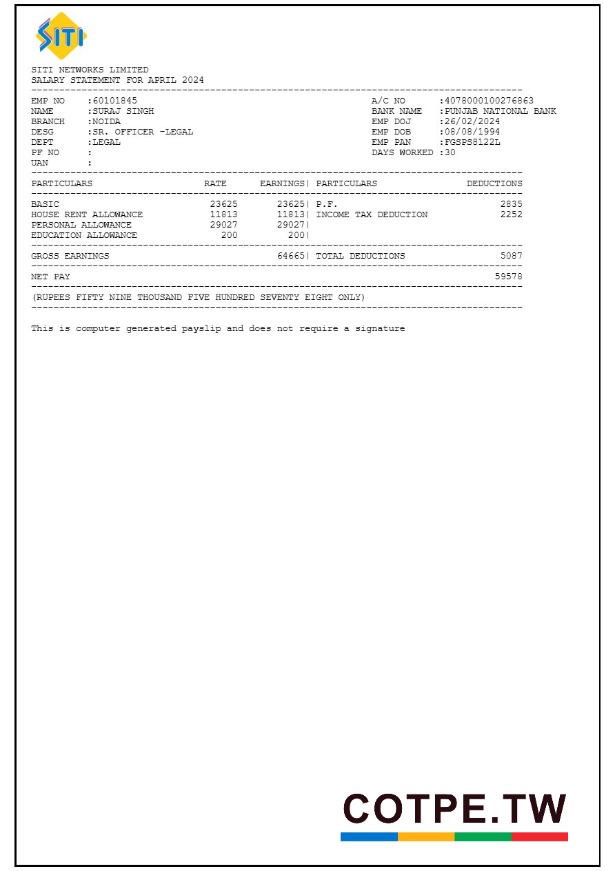 SITI
SITI NETWORKS LIMITED
SALARY STATEMENT FOR APRIL 2024
EMP NO :60101845 A/C NO :4078000100276863
NAME :SURAJ SINGH BANK NAME :PUNJAB NATIONAL BANK
BRANCH :NOIDA EMP DOJ :26/02/2024
DESG :SR. OFFICER -LEGAL EMP DOB :08/08/1994
DEPT :LEGAL EMP PAN :FGSPS8122L
PF NO : DAYS WORKED :30
UAN :
PARTICULARS RATE EARNINGS| PARTICULARS DEDUCTIONS
BASIC 23625 23625| P.F. 2835
HOUSE RENT ALLOWANCE 11813 11813| INCOME TAX DEDUCTION 2252
PERSONAL ALLOWANCE 29027 29027|
EDUCATION ALLOWANCE 200 200|
GROSS EARNINGS 64665| TOTAL DEDUCTIONS 5087
NET PAY 59578
(RUPEES FIFTY NINE THOUSAND FIVE HUNDRED SEVENTY EIGHT ONLY)
This is computer generated payslip and does not require a signature
COTPE.TW